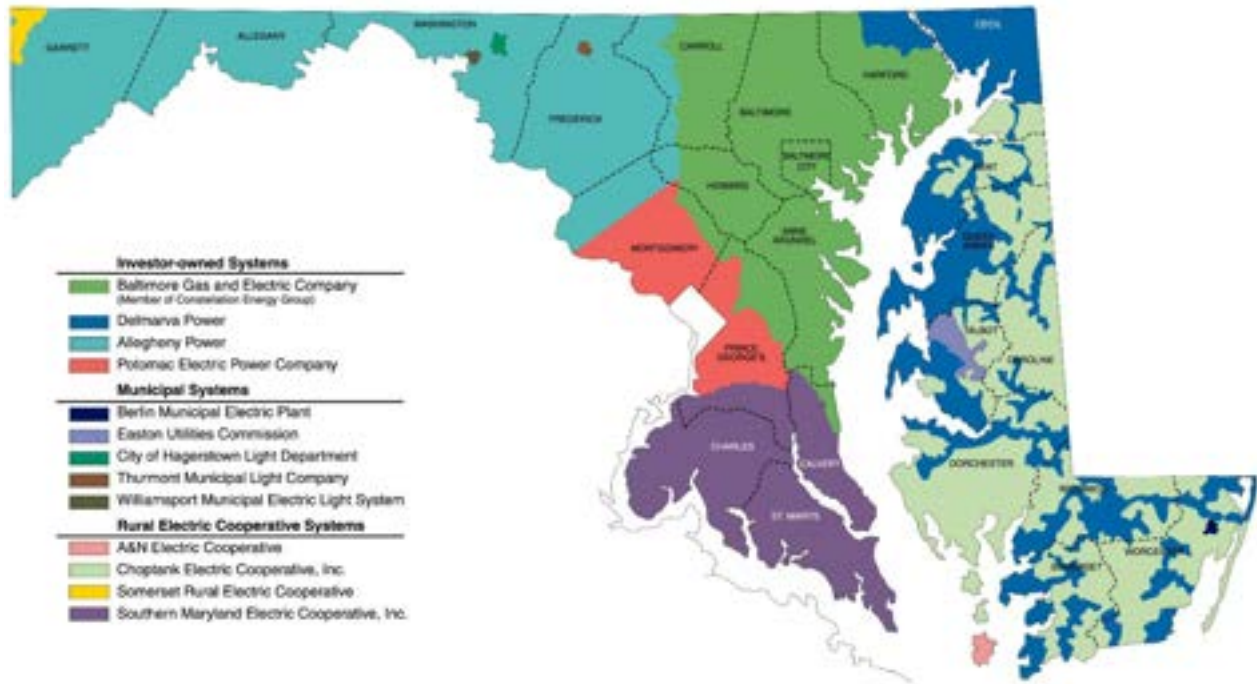 WASHINGTON
CECIL
GARRETT
ALLEGANY
CARROLL
HARFORD
BALTIMORE
FREDERICK
BALTIMORE
CITY
KENT
HOWARD
ANNE
ARUNDEL
QUEEN
ANNES
MONTGOMERY
TALBOT
PRINCE
GEORGE'S
CAROLINE
CHARLES
CALVERT
DORCHESTER
ST. MARYS
WORCESTER
SOMERSET
Investor-owned Systems
Baltimore Gas and Electric Company
(Member of Constellation Energy Group)
Delmarva Power
Allegheny Power
Potomac Electric Power Company
Municipal Systems
Berlin Municipal Electric Plant
Easton Utilities Commission
City of Hagerstown Light Department
Thurmont Municipal Light Company
Williamsport Municipal Electric Light System
Rural Electric Cooperative Systems
A&N Electric Cooperative
Choptank Electric Cooperative, Inc.
Somerset Rural Electric Cooperative
Southern Maryland Electric Cooperative, Inc.